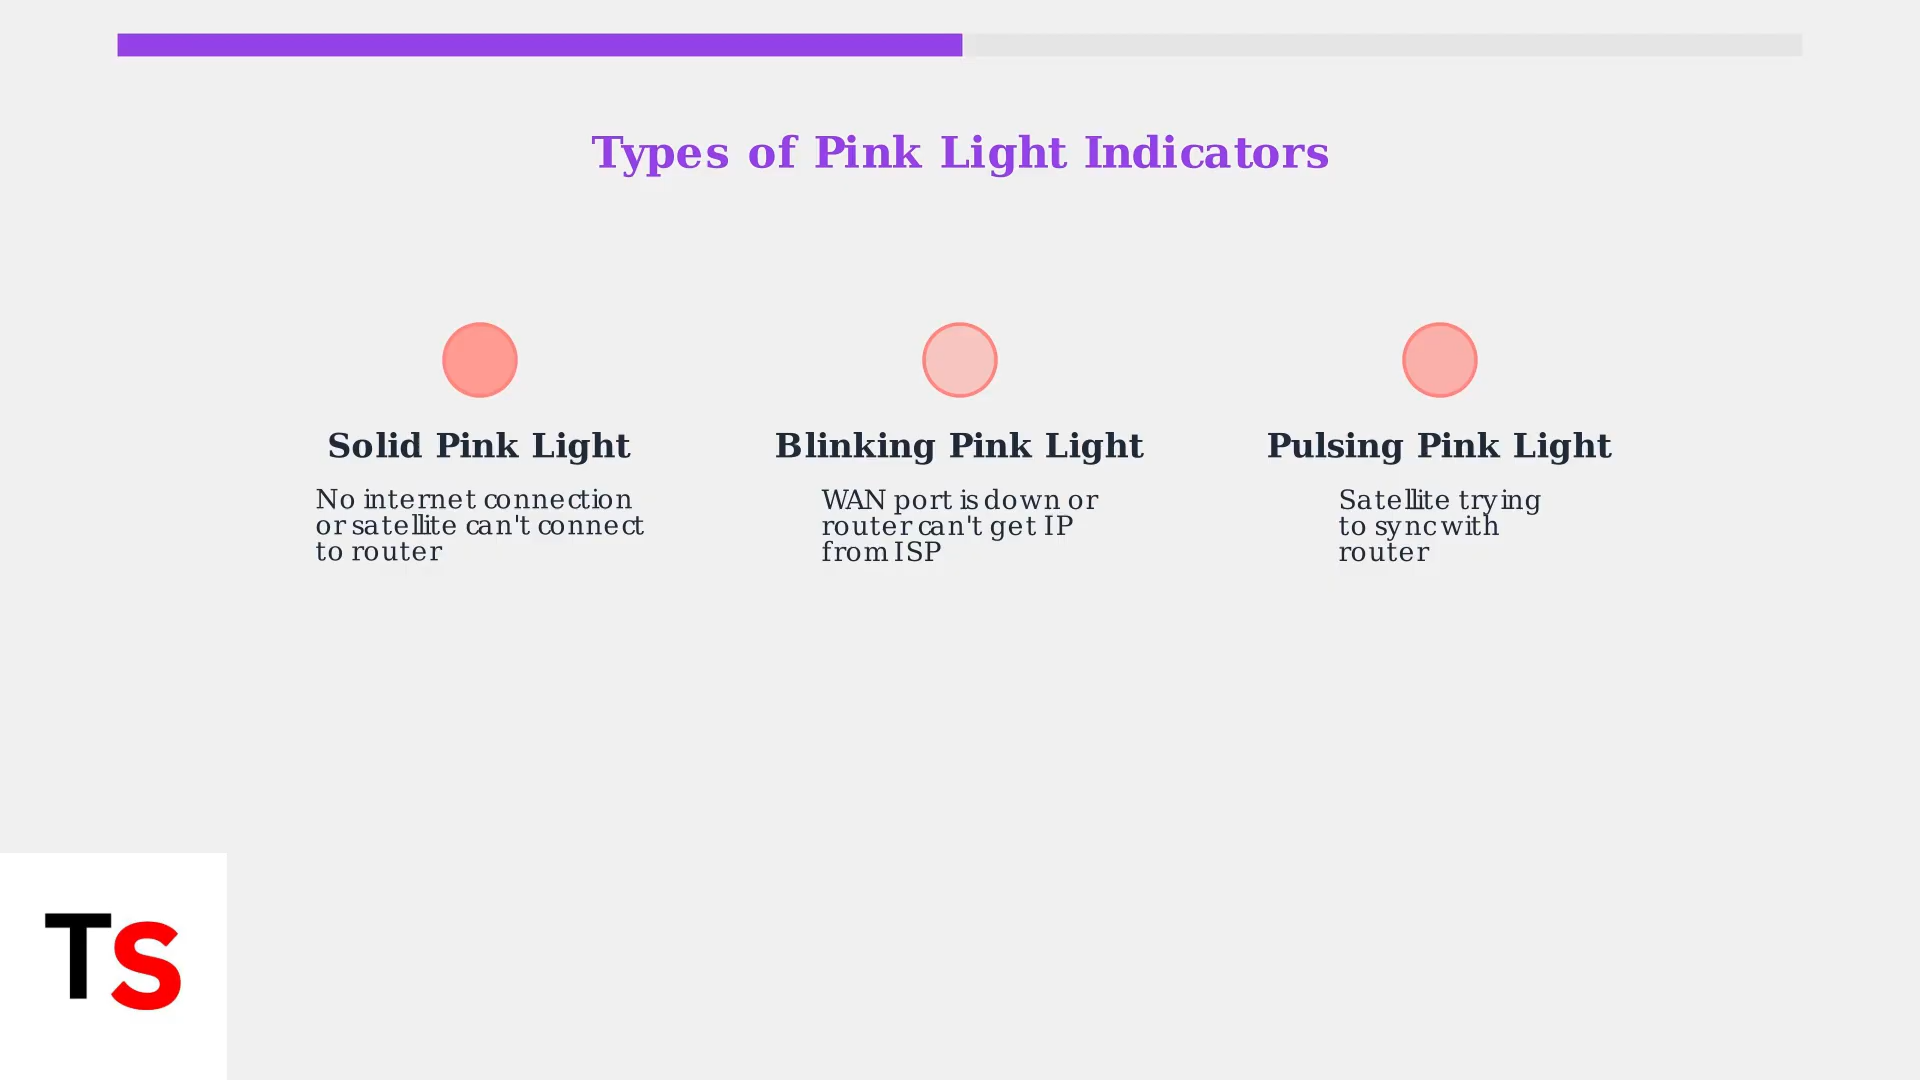 Types of Pink Light Indicators
Solid Pink Light
No internet connection
or satellite can't connect
to router
Blinking Pink Light
WAN port is down or
router can't get IP
from ISP
Pulsing Pink Light
Satellite trying
to sync with
router
TS